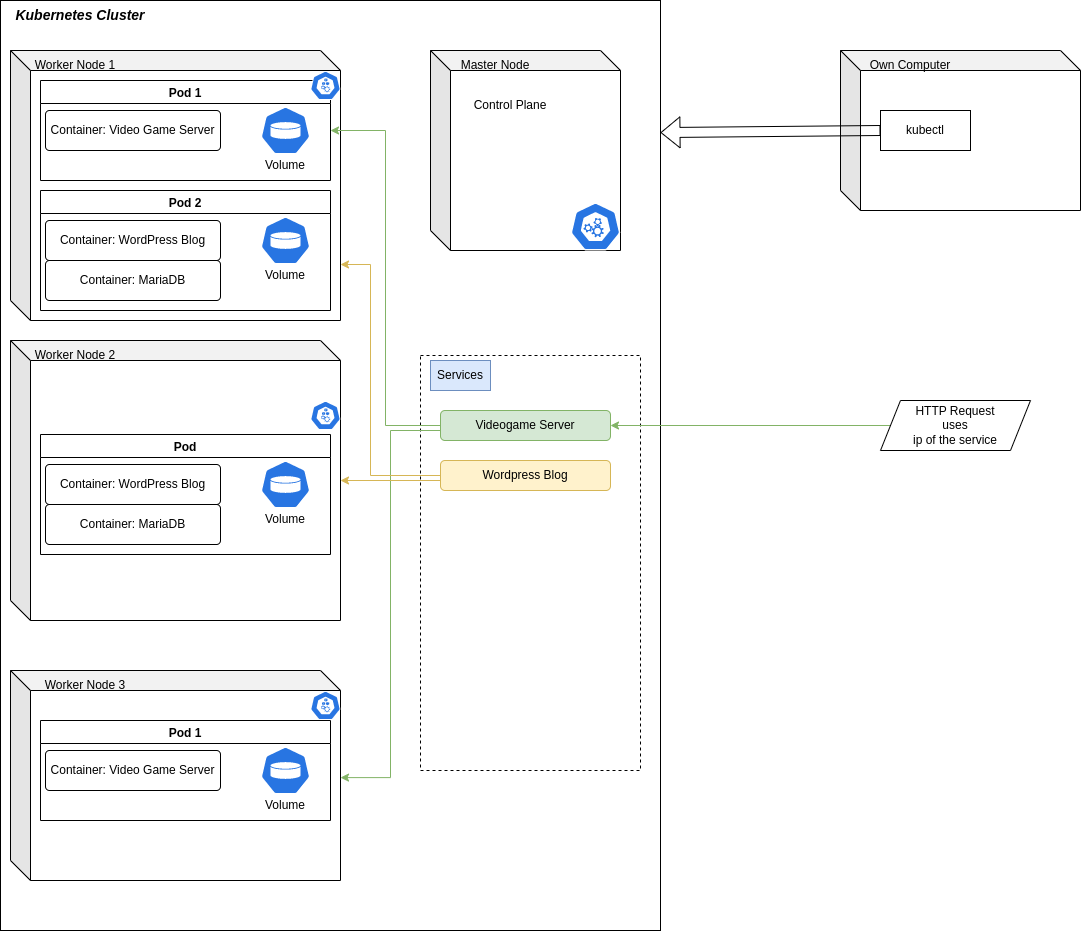 Kubernetes Cluster
Worker Node 1
Pod 1
Container: Video Game Server
Volume
Pod 2
Container: WordPress Blog
Container: MariaDB
Volume
Worker Node 2
Pod
Container: WordPress Blog
Container: MariaDB
Volume
Worker Node 3
Pod 1
Container: Video Game Server
Volume
Master Node
Control Plane
Services
Videogame Server
Wordpress Blog
Own Computer
kubectl
HTTP Request
uses
ip of the service